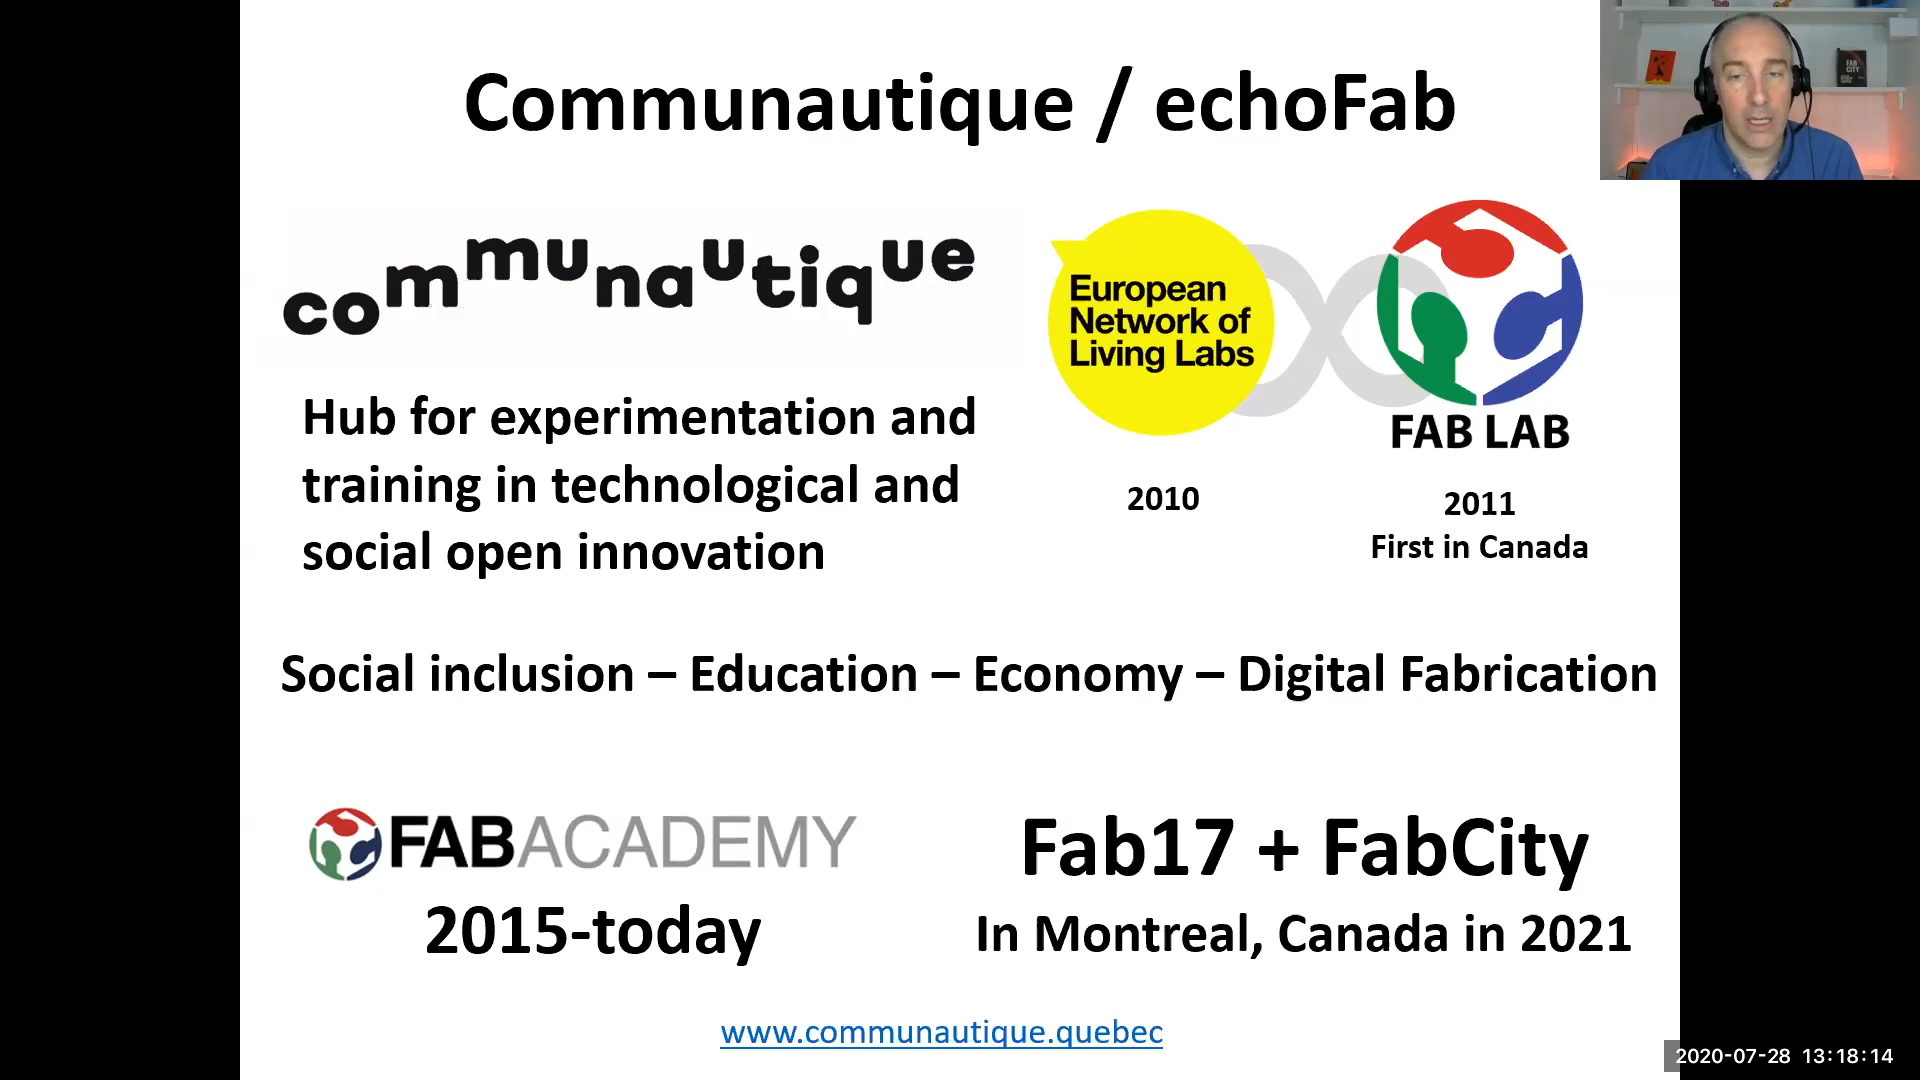 Communautique / echoFab
communautique
Hub for experimentation and
training in technological and
social open innovation
European
Network of
Living Labs
2010
FAB LAB
2011
First in Canada
Social inclusion – Education – Economy – Digital Fabrication
FABACADEMY
2015-today
Fab17 + FabCity
In Montreal, Canada in 2021
www.communautique.quebec
FAB
CITY
2020-07-28 13:18:14